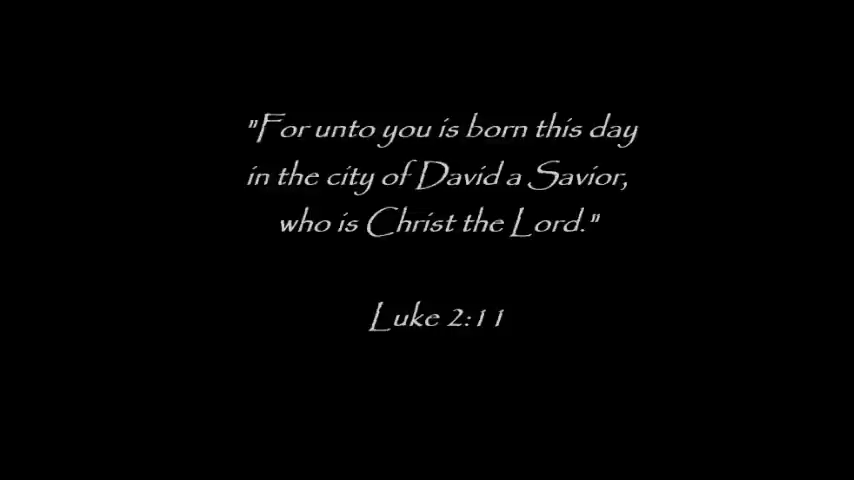 "For unto you is born this day
in the city of David a Savior,
who is Christ the Lord."
Luke 2:11